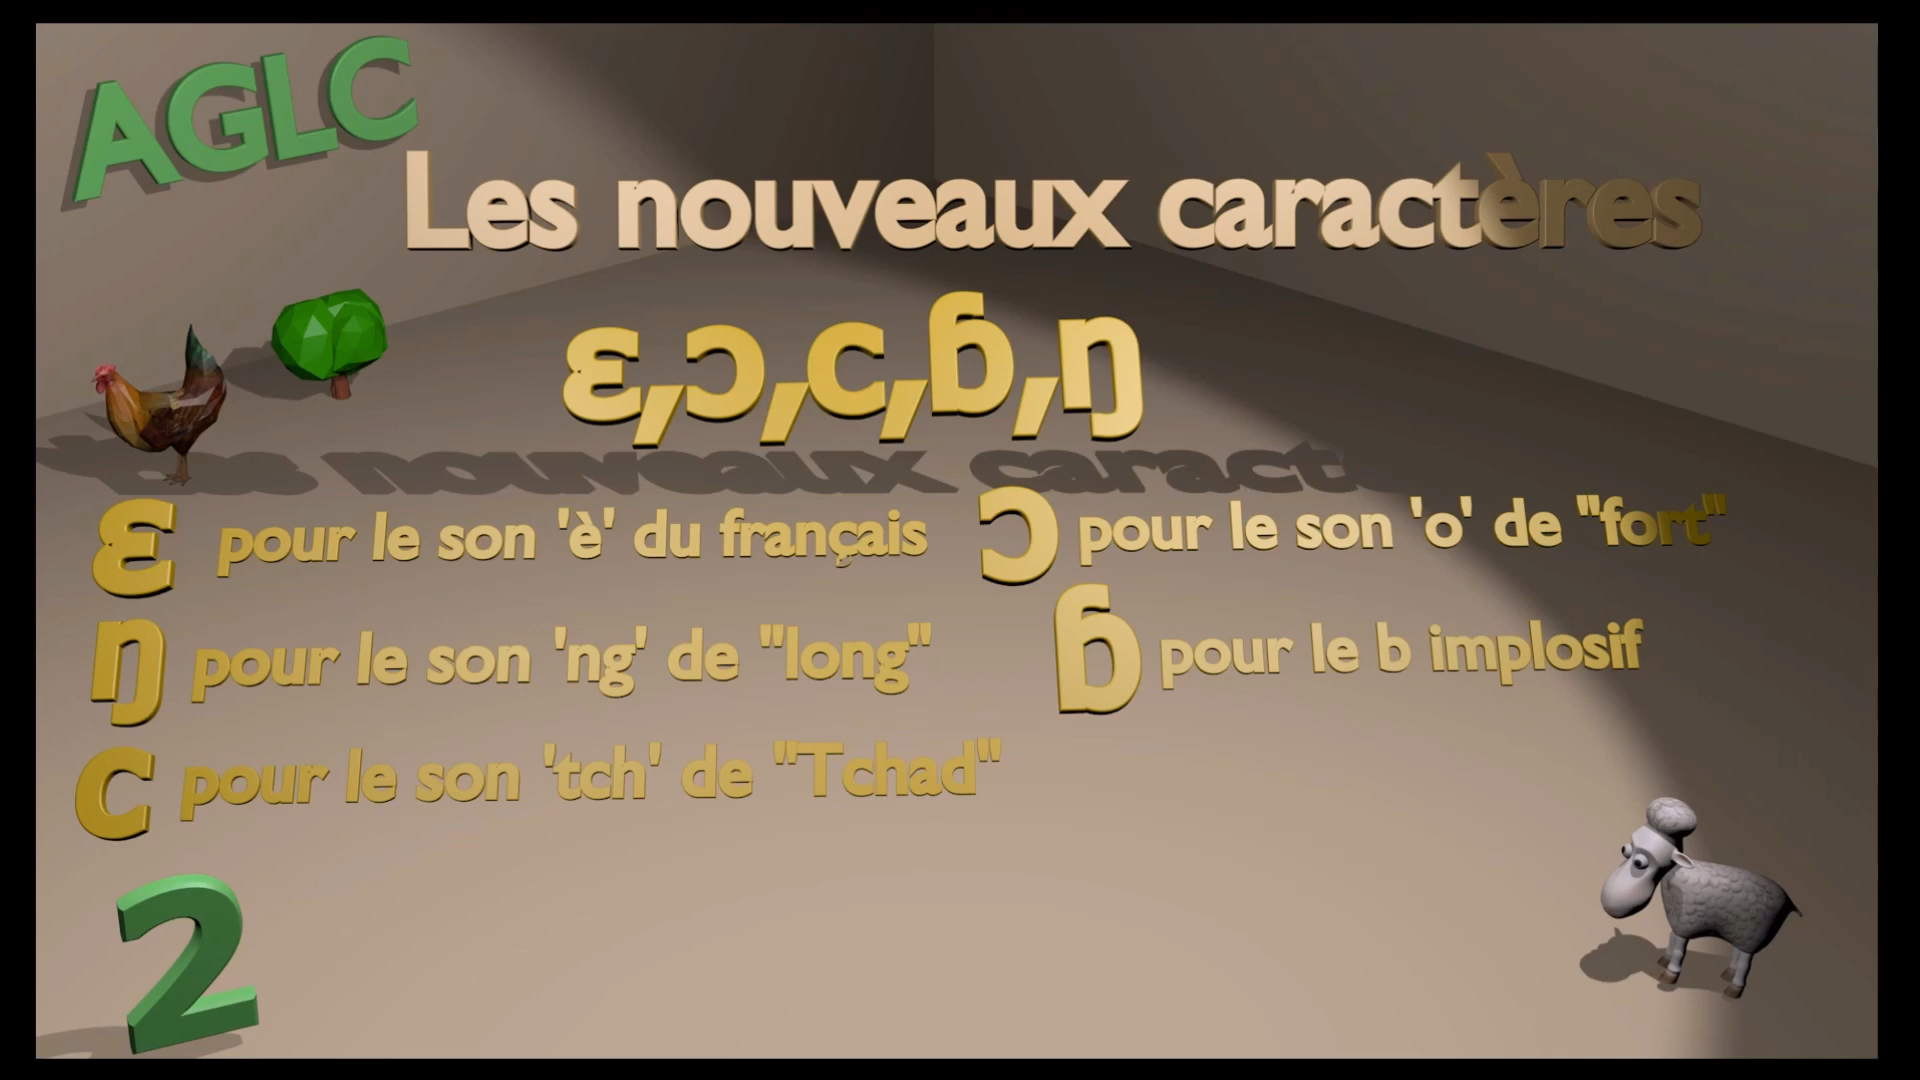 AGLC
Les nouveaux caractères
ɛ,ɔ,c,ɓ,ŋ
ɛ pour le son 'è' du français
ɔ pour le son 'o' de "fort"
ŋ pour le son 'ng' de "long"
ɓ pour le b implosif
c pour le son 'tch' de "Tchad"
2